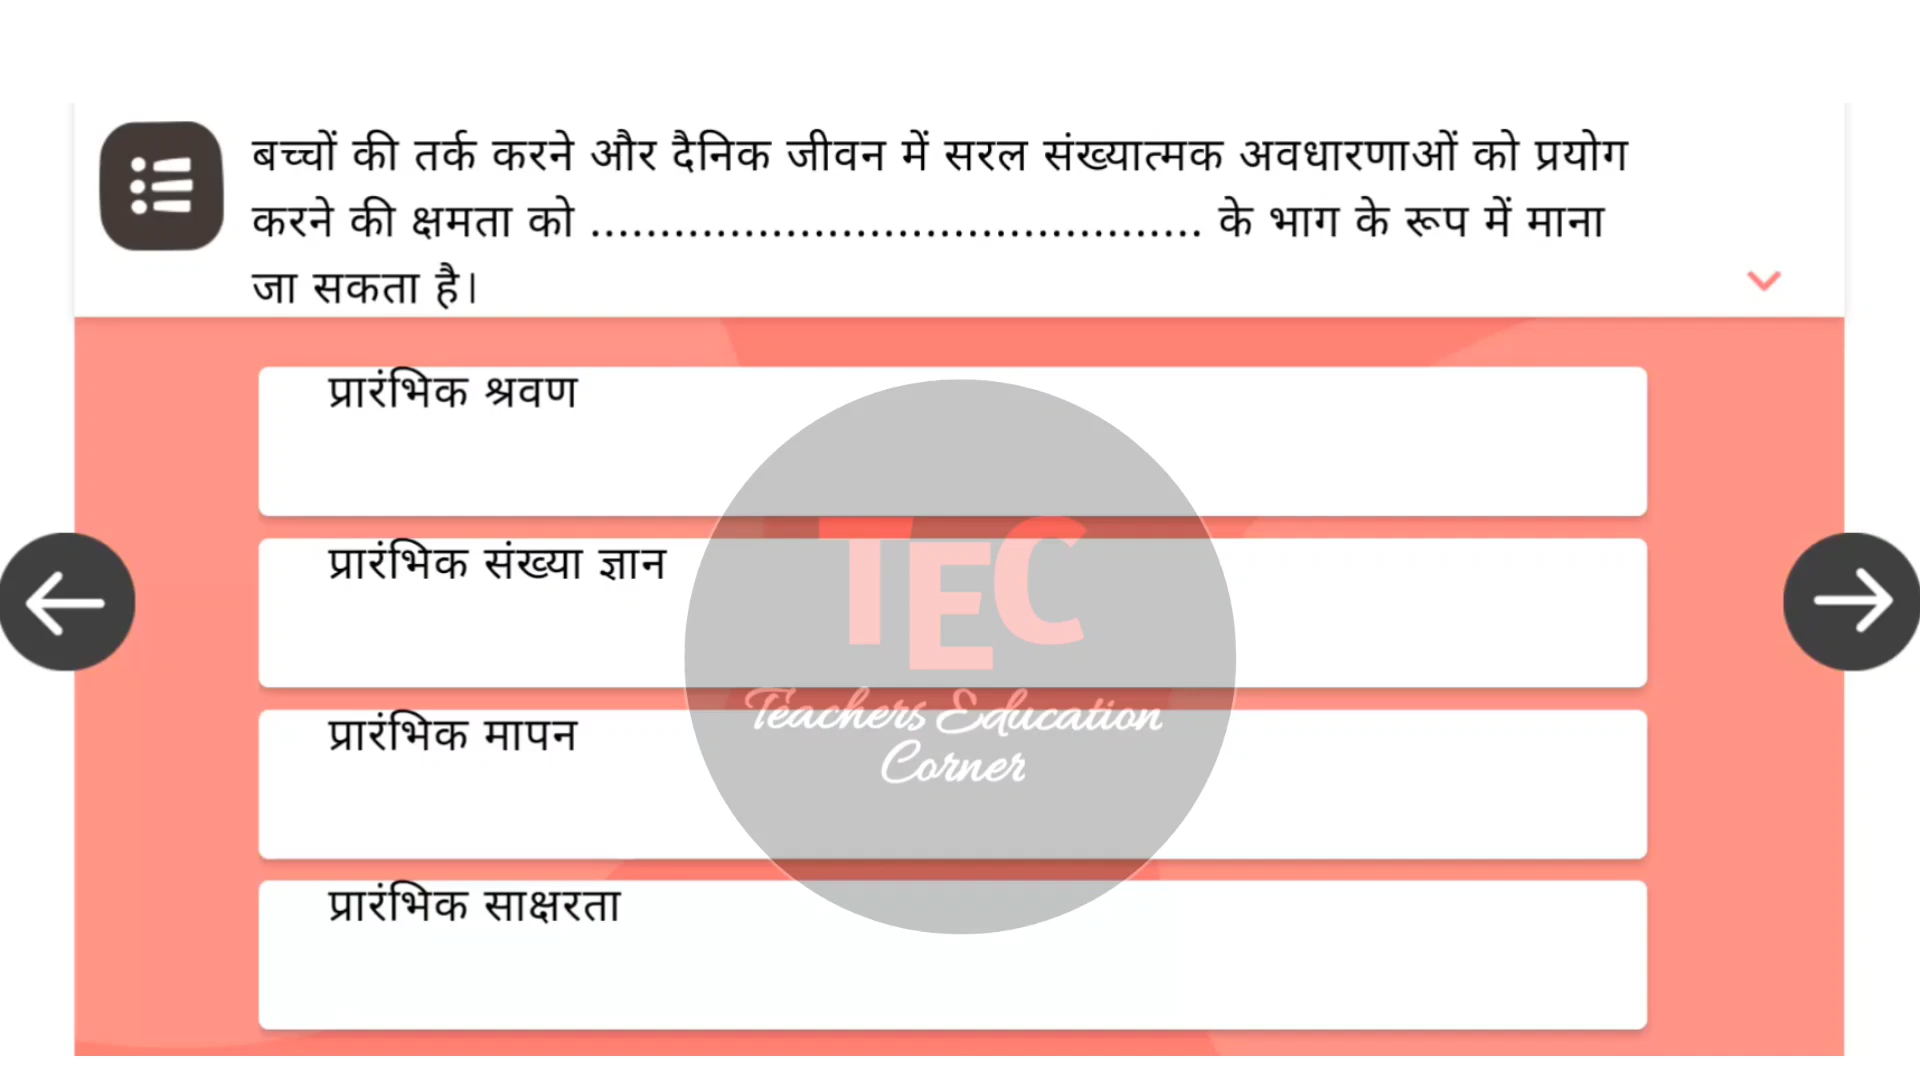 बच्चों की तर्क करने और दैनिक जीवन में सरल संख्यात्मक अवधारणाओं को प्रयोग
करने की क्षमता को ............................................ के भाग के रूप में माना
जा सकता है।
प्रारंभिक श्रवण
प्रारंभिक संख्या ज्ञान
प्रारंभिक मापन
प्रारंभिक साक्षरता
TEC
Teachers Education
Corner